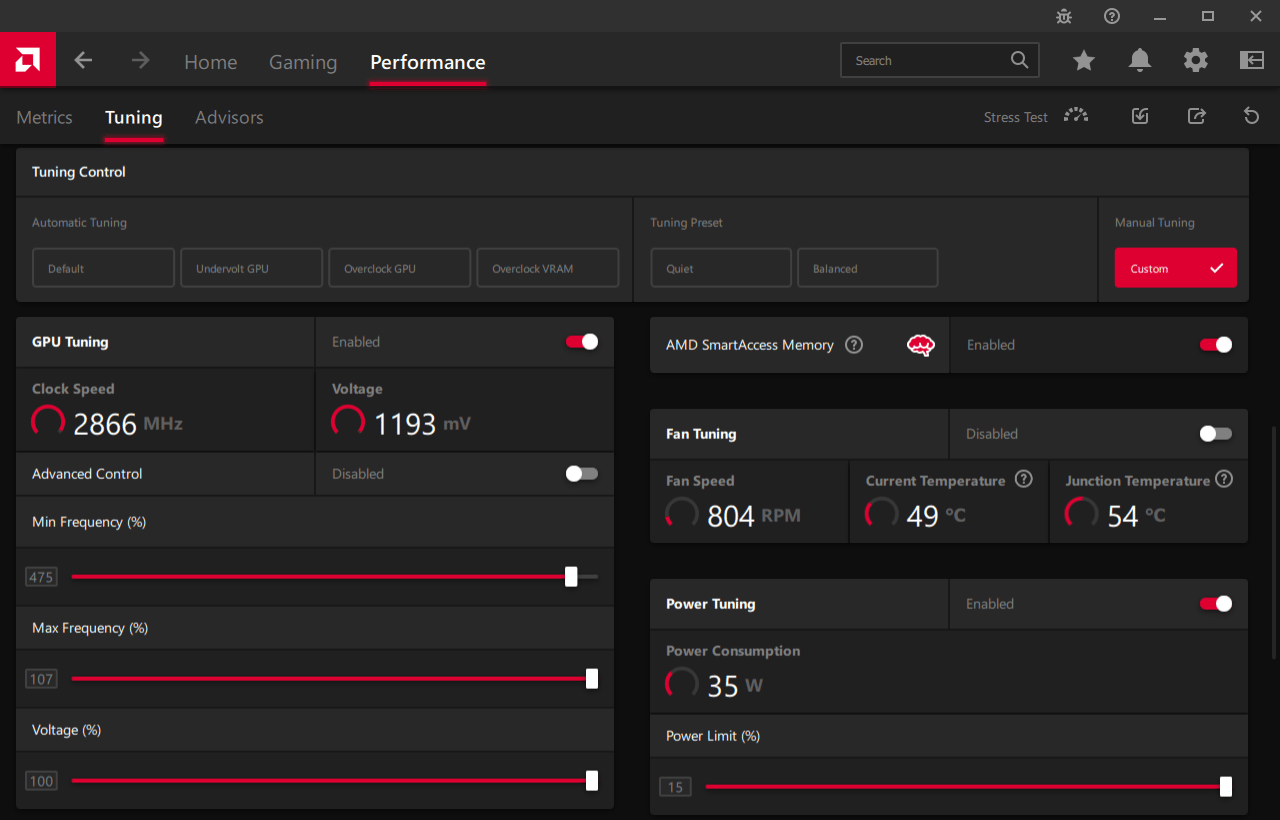 Home Gaming Performance Search
Metrics Tuning Advisors Stress Test
Tuning Control
Automatic Tuning
Default Undervolt GPU Overclock GPU Overclock VRAM
Tuning Preset
Quiet Balanced
Manual Tuning
Custom
GPU Tuning Enabled
Clock Speed Voltage
2866 MHz 1193 mV
Advanced Control Disabled
Min Frequency (%)
475
Max Frequency (%)
107
Voltage (%)
100
AMD SmartAccess Memory Enabled
Fan Tuning Disabled
Fan Speed Current Temperature Junction Temperature
804 RPM 49 °C 54 °C
Power Tuning Enabled
Power Consumption
35 W
Power Limit (%)
15